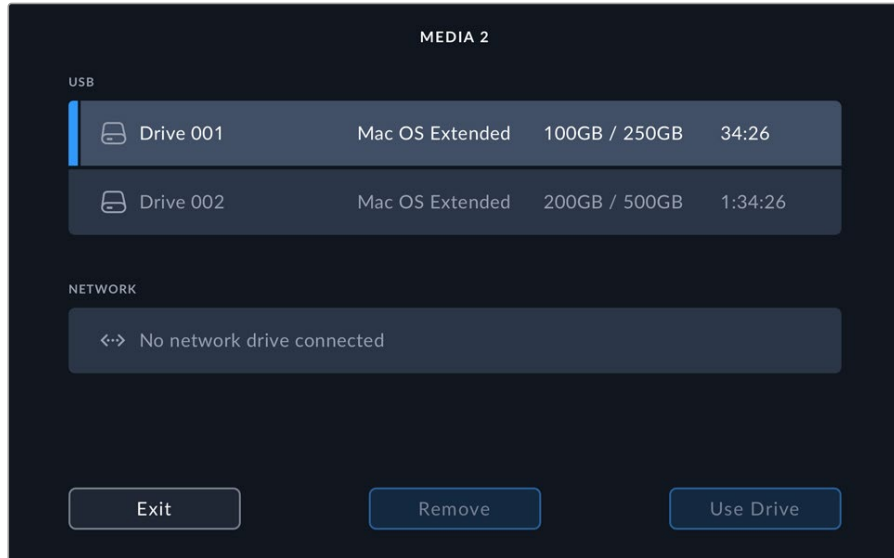 MEDIA 2
USB
Drive 001 Mac OS Extended 100GB / 250GB 34:26
Drive 002 Mac OS Extended 200GB / 500GB 1:34:26
NETWORK
No network drive connected
Exit Remove Use Drive